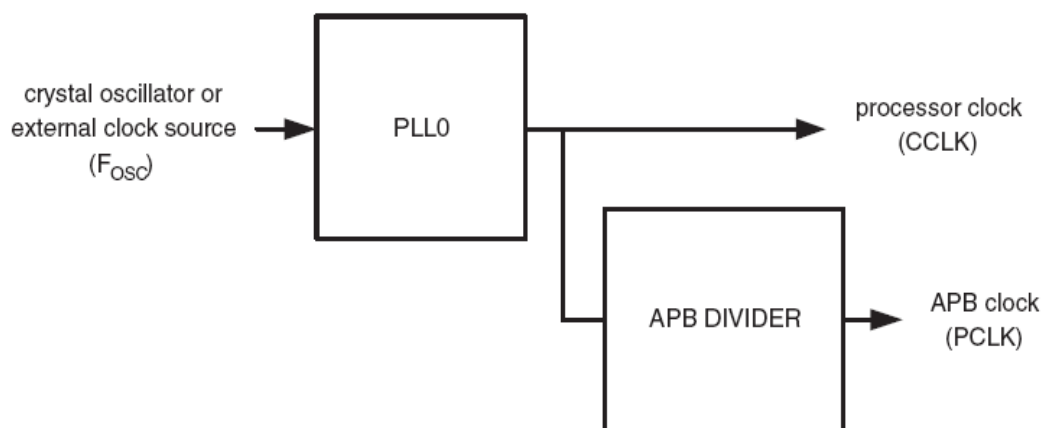 crystal oscillator or
external clock source
(FOSC)
PLL0
processor clock
(CCLK)
APB DIVIDER
APB clock
(PCLK)